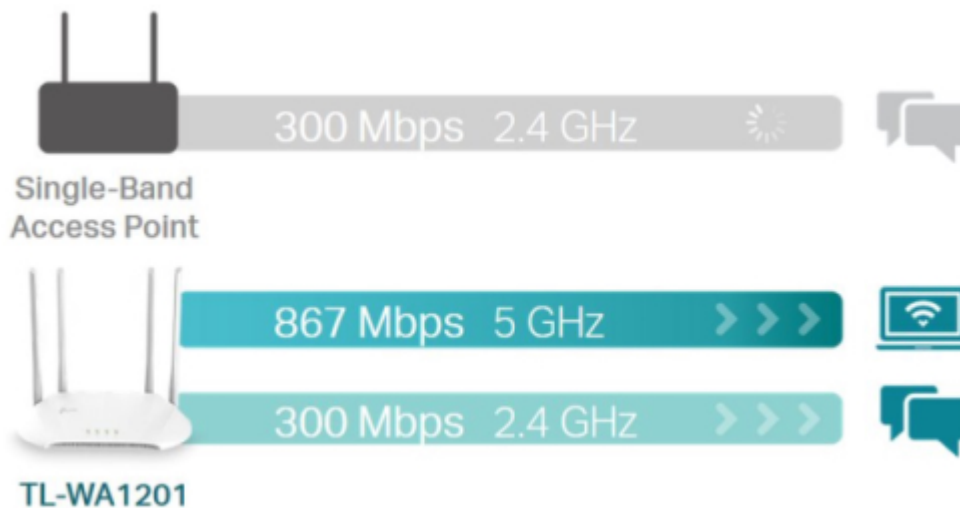 300 Mbps 2.4 GHz
Single-Band
Access Point
867 Mbps 5 GHz
300 Mbps 2.4 GHz
TL-WA1201